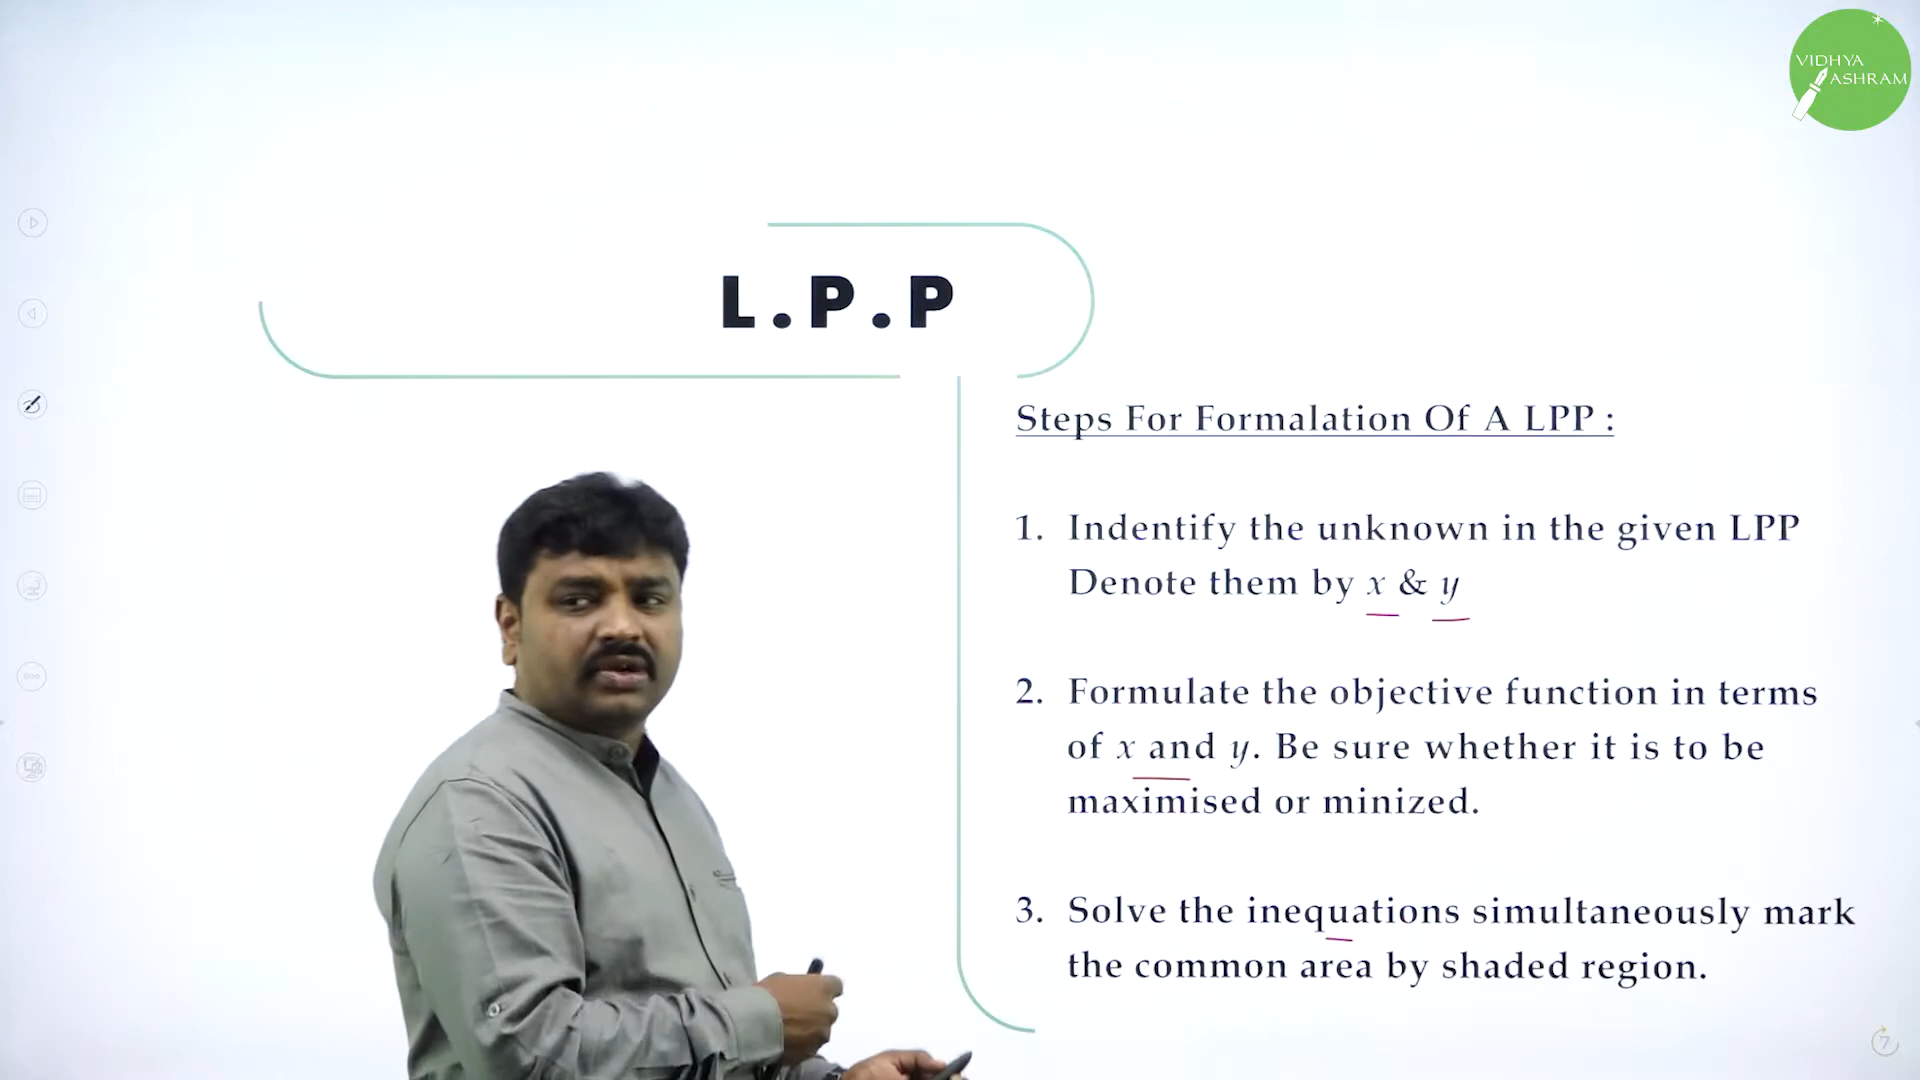 VIDHYA
ASHRAM
L.P.P
Steps For Formalation Of A LPP :
1. Indentify the unknown in the given LPP
Denote them by x & y
2. Formulate the objective function in terms
of x and y. Be sure whether it is to be
maximised or minized.
3. Solve the inequations simultaneously mark
the common area by shaded region.
7